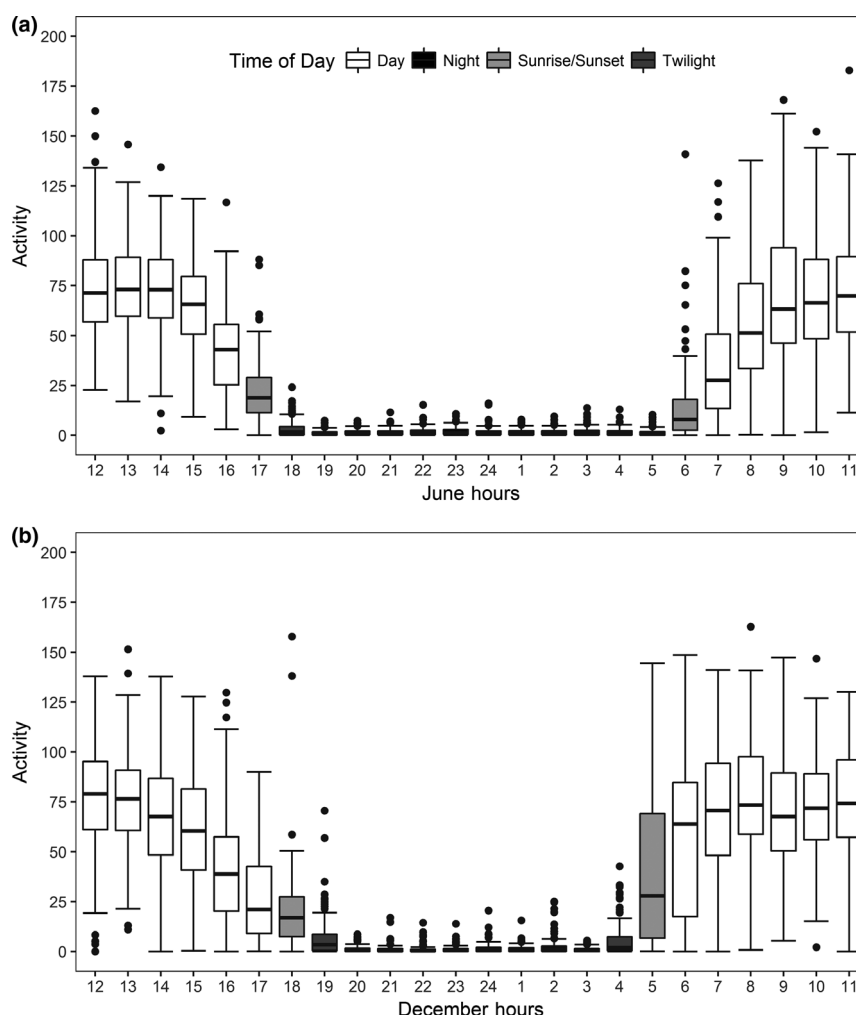 (a)
200
175
150
125
100
75
50
25
0
Activity
Time of Day Day Night Sunrise/Sunset Twilight
12 13 14 15 16 17 18 19 20 21 22 23 24 1 2 3 4 5 6 7 8 9 10 11
June hours
(b)
200
175
150
125
100
75
50
25
0
Activity
12 13 14 15 16 17 18 19 20 21 22 23 24 1 2 3 4 5 6 7 8 9 10 11
December hours